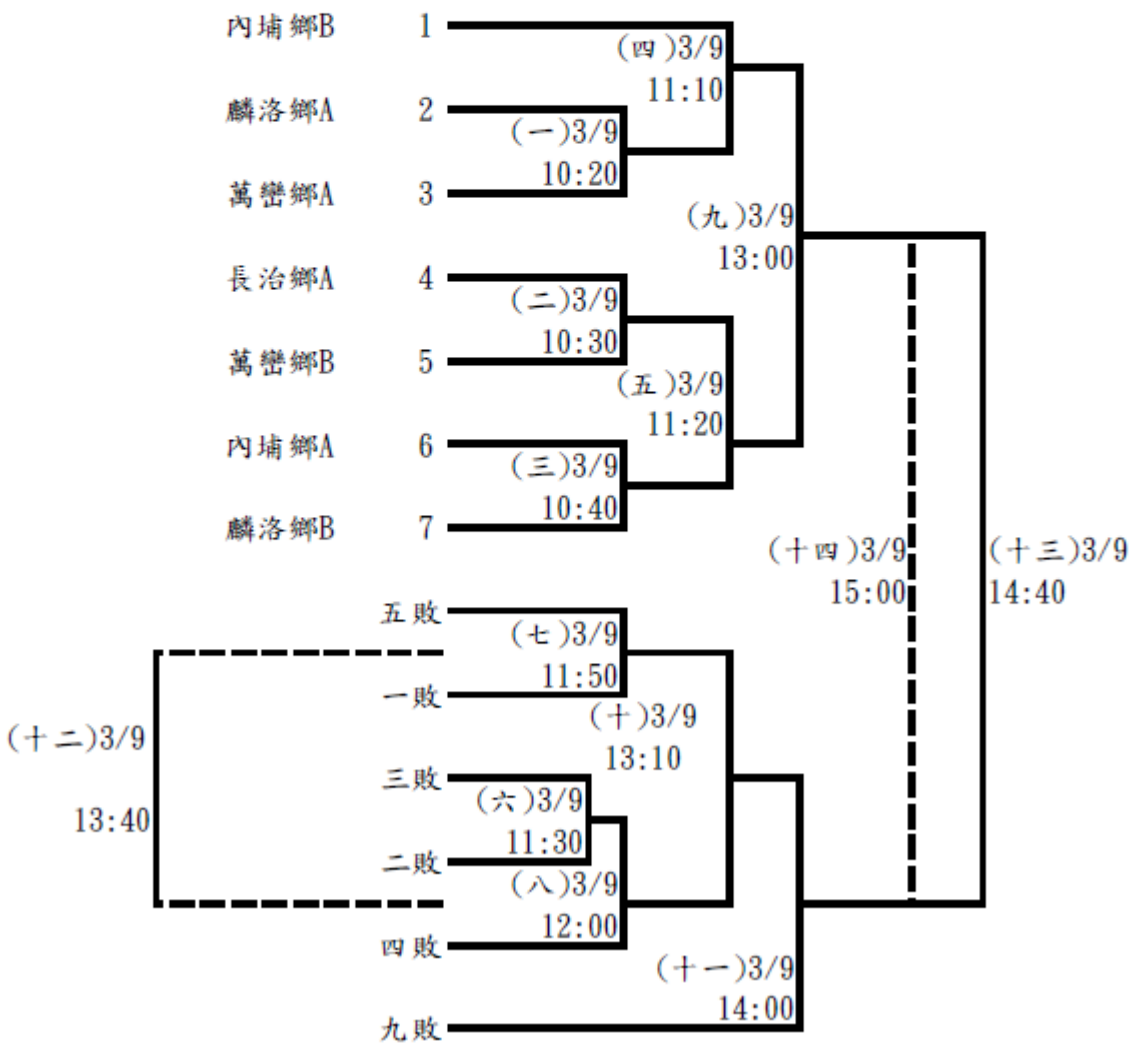 內埔鄉B 1
(四)3/9
11:10
麟洛鄉A 2
(一)3/9
10:20
萬巒鄉A 3
(九)3/9
13:00
長治鄉A 4
(二)3/9
10:30
萬巒鄉B 5
(五)3/9
11:20
內埔鄉A 6
(三)3/9
10:40
麟洛鄉B 7
(十四)3/9
15:00
(十三)3/9
14:40
五敗
(七)3/9
11:50
一敗
(十)3/9
13:10
(十二)3/9
13:40
三敗
(六)3/9
11:30
二敗
(八)3/9
12:00
四敗
(十一)3/9
14:00
九敗